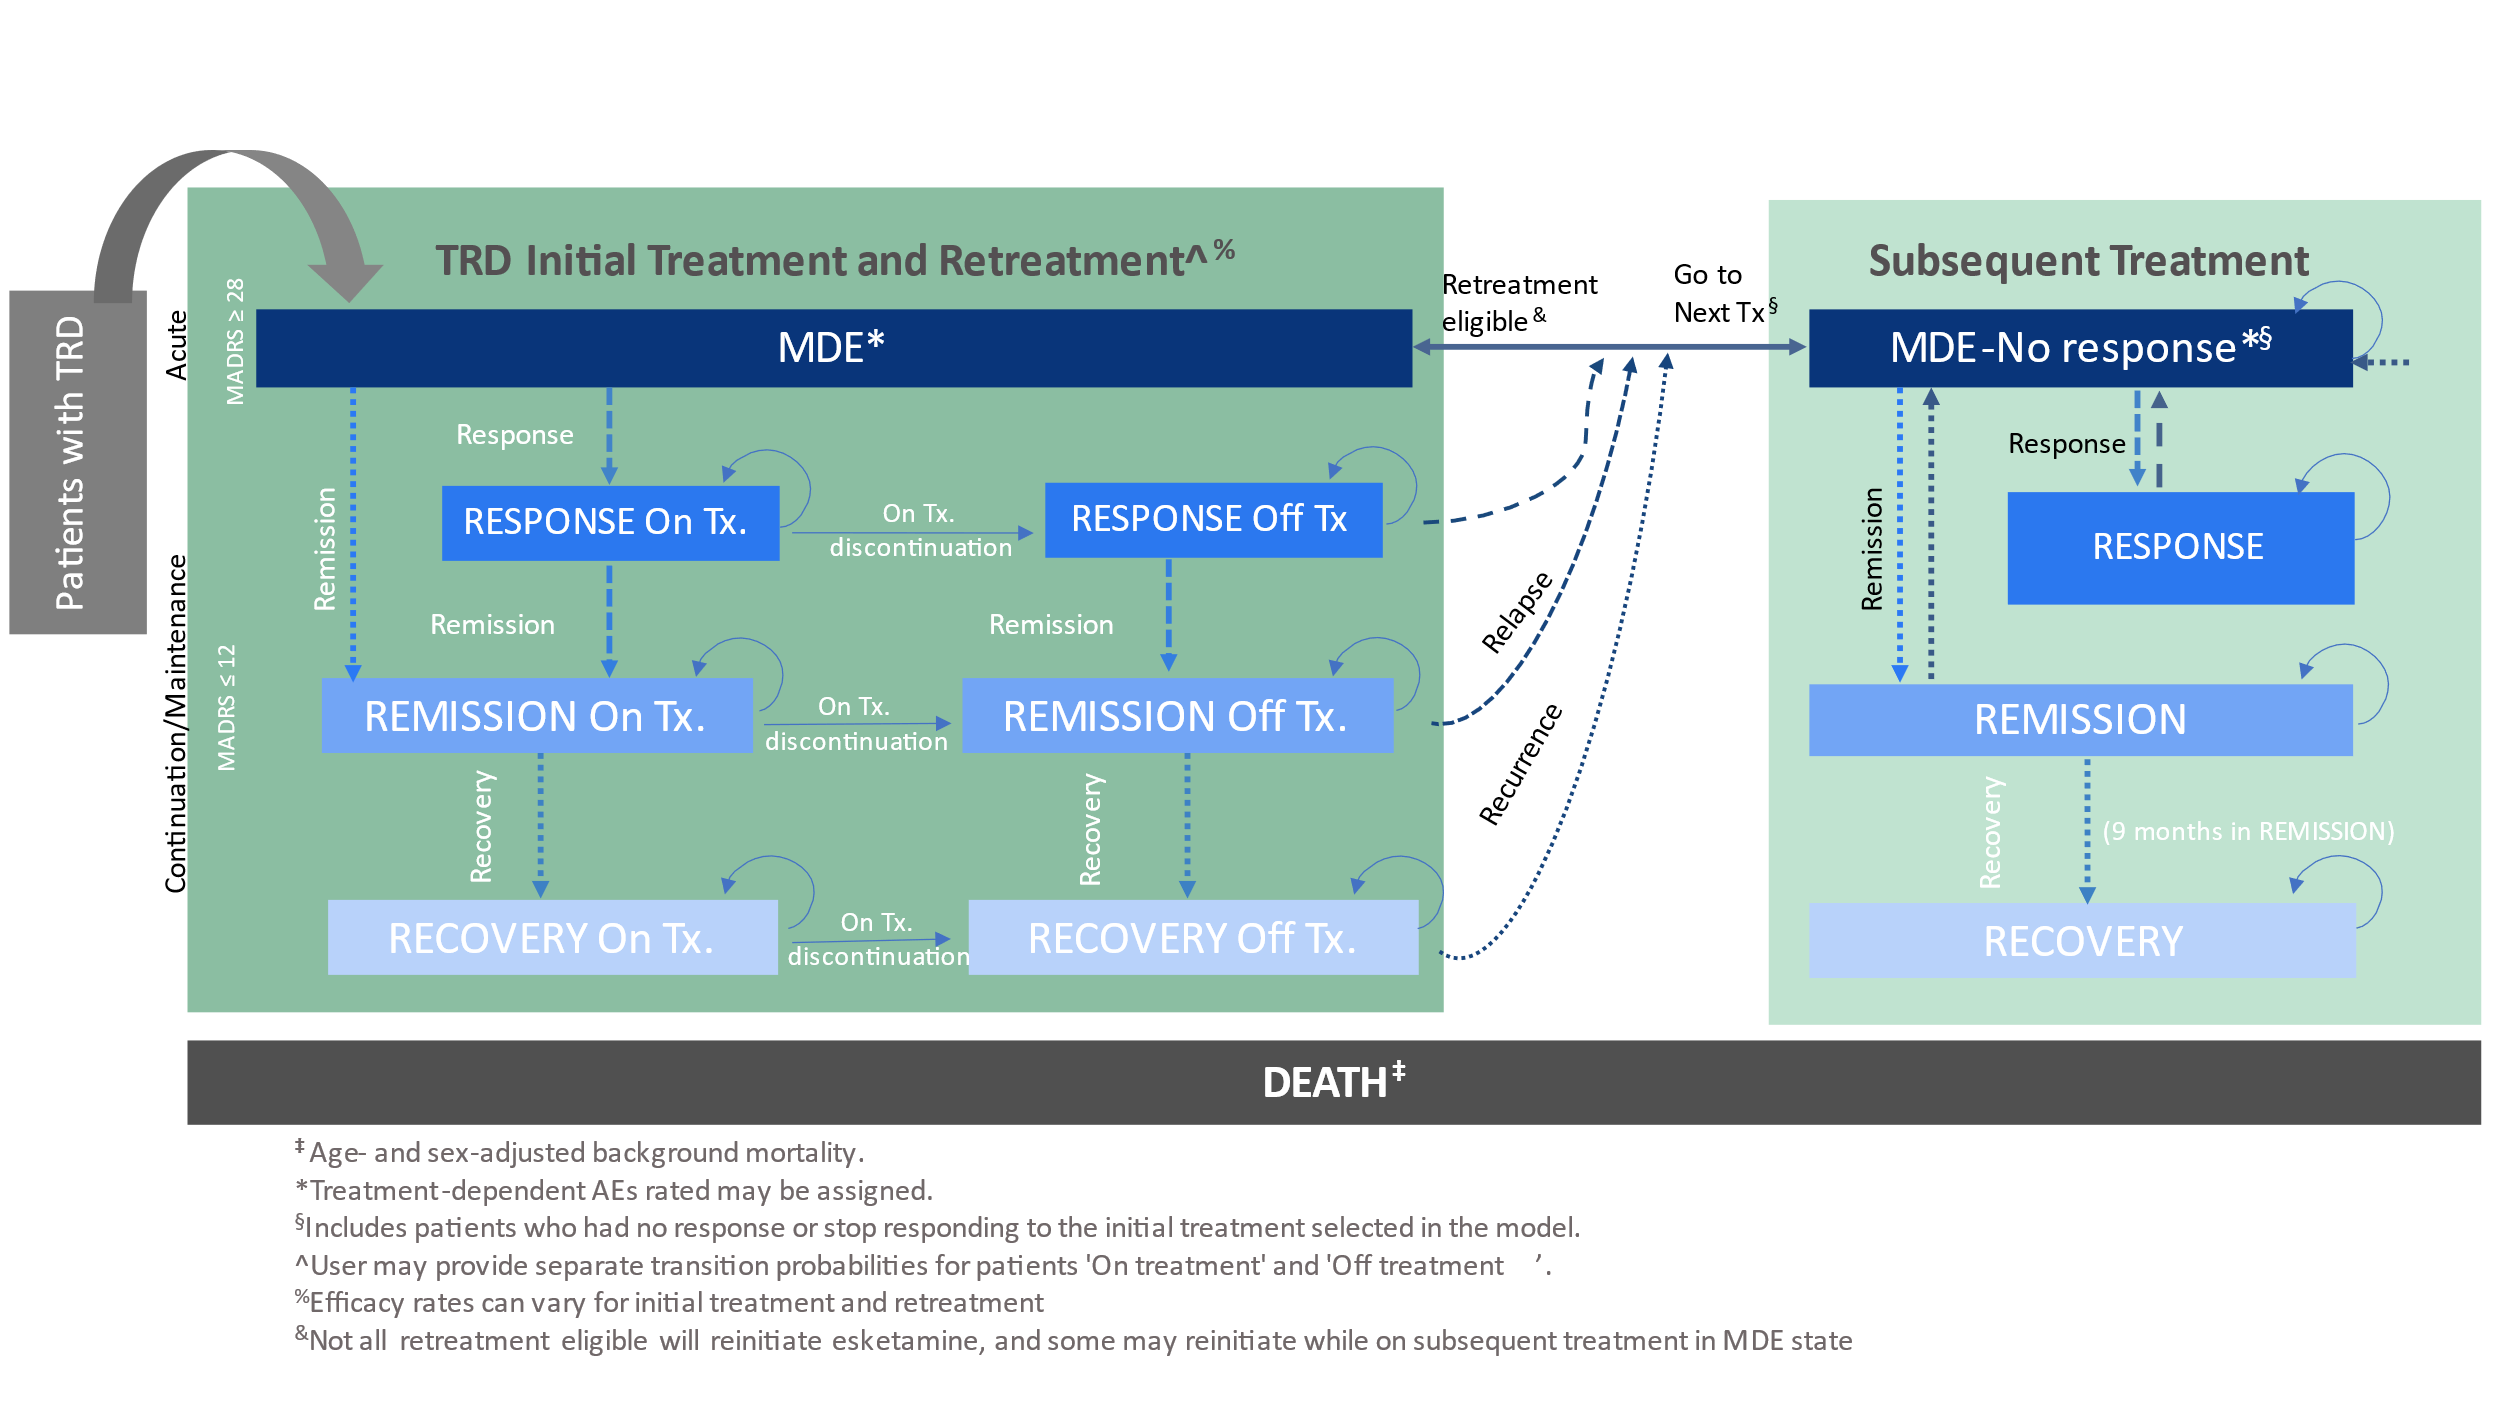 Patients with TRD
Acute
Continuation/Maintenance
MADRS ≥ 28
MADRS ≤ 12
TRD Initial Treatment and Retreatment^%
MDE*
Response
Remission
RESPONSE On Tx.
On Tx.
discontinuation
RESPONSE Off Tx
Remission
Remission
REMISSION On Tx.
On Tx.
discontinuation
REMISSION Off Tx.
Recovery
Recovery
RECOVERY On Tx.
On Tx.
discontinuation
RECOVERY Off Tx.
Retreatment
eligible&
Go to
Next Tx§
Relapse
Recurrence
Subsequent Treatment
MDE-No response*§
Response
Remission
RESPONSE
REMISSION
Recovery
(9 months in REMISSION)
RECOVERY
DEATH‡
‡Age- and sex-adjusted background mortality.
*Treatment-dependent AEs rated may be assigned.
§Includes patients who had no response or stop responding to the initial treatment selected in the model.
^User may provide separate transition probabilities for patients 'On treatment' and 'Off treatment ’.
%Efficacy rates can vary for initial treatment and retreatment
&Not all retreatment eligible will reinitiate esketamine, and some may reinitiate while on subsequent treatment in MDE state